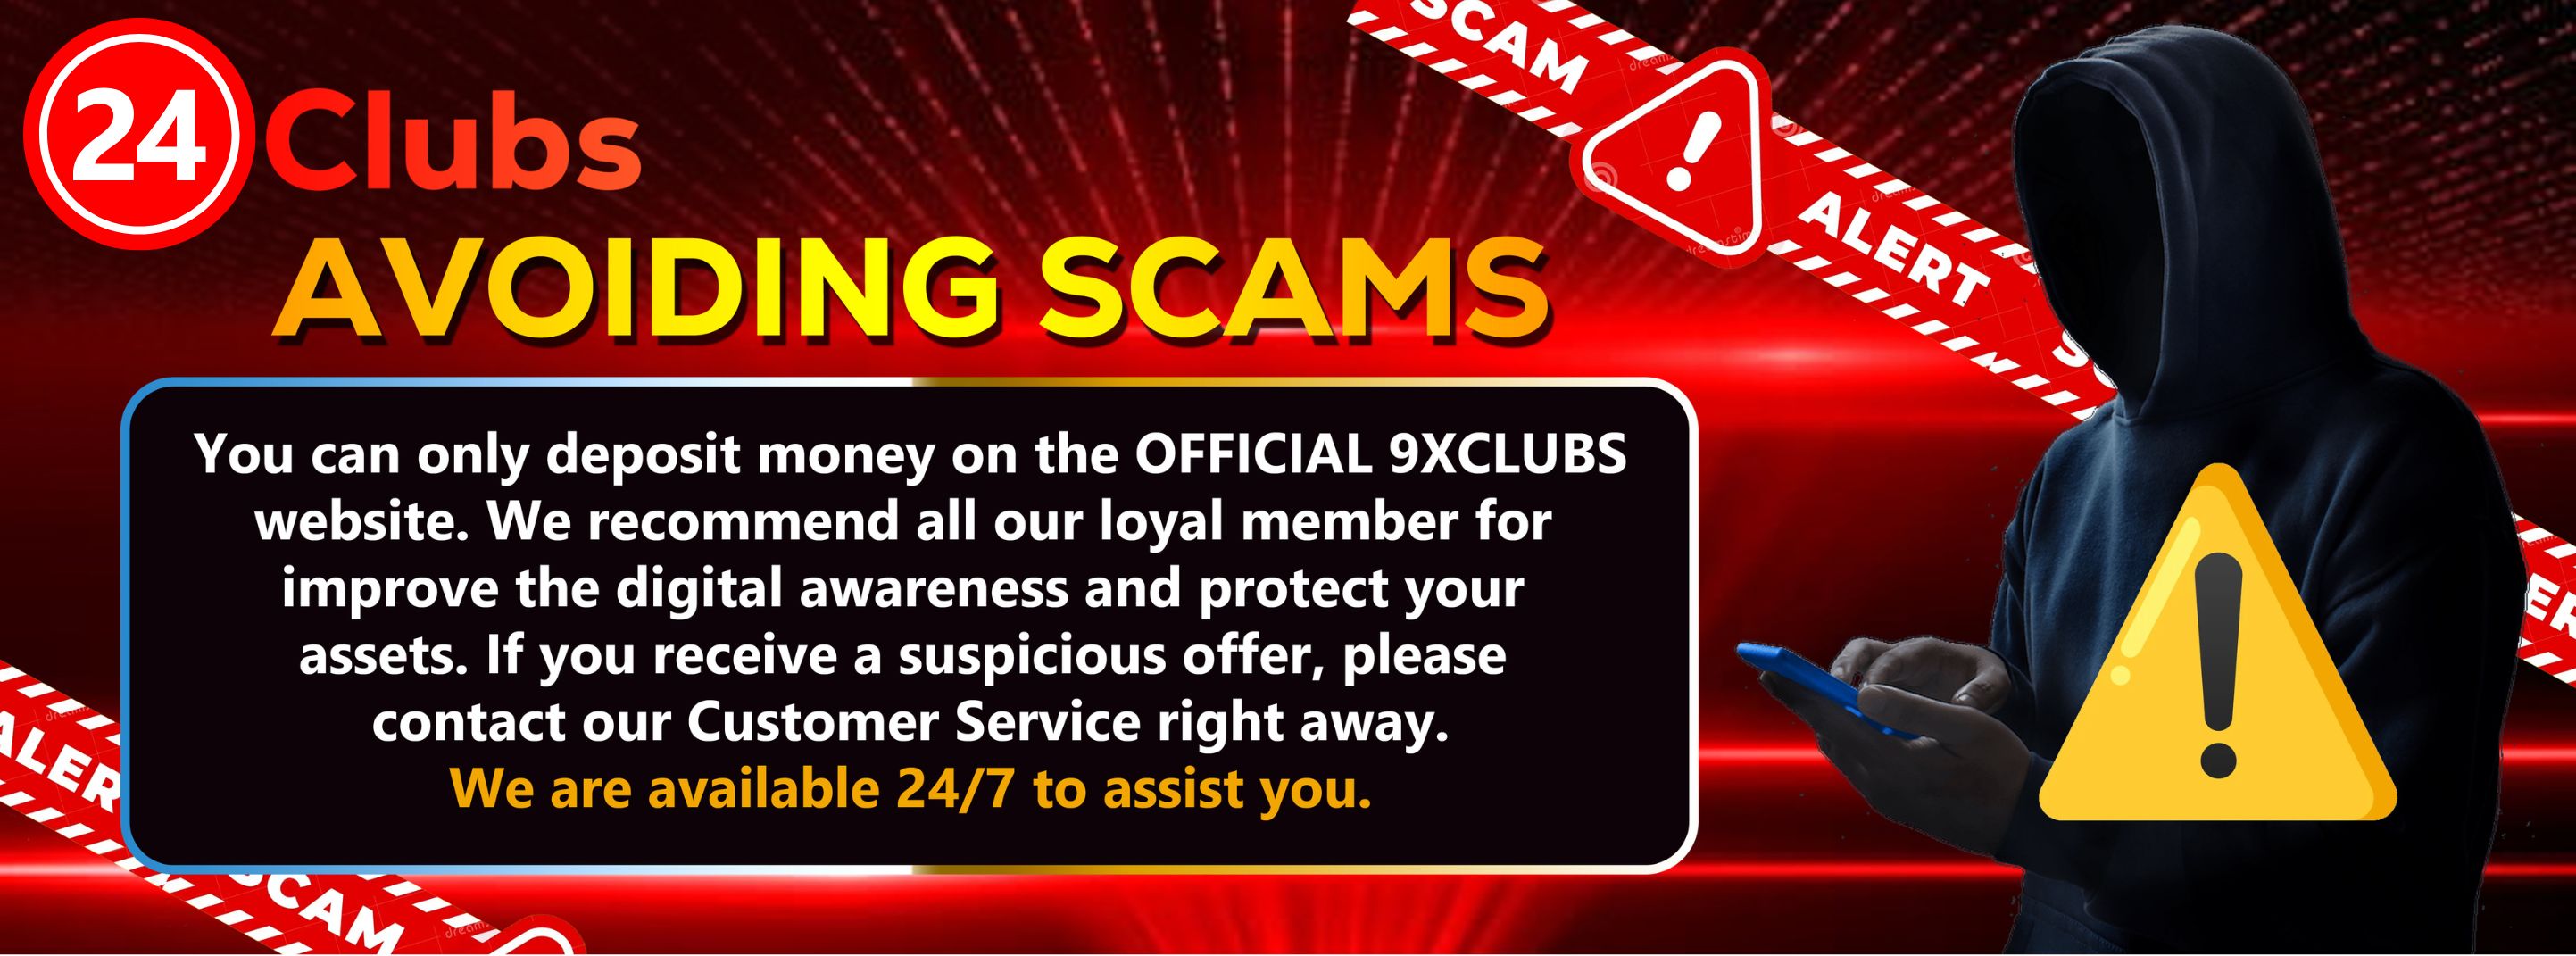 24 Clubs
AVOIDING SCAMS
You can only deposit money on the OFFICIAL 9XCLUBS
website. We recommend all our loyal member for
improve the digital awareness and protect your
assets. If you receive a suspicious offer, please
contact our Customer Service right away.
We are available 24/7 to assist you.
SCAM
ALERT
SCAM